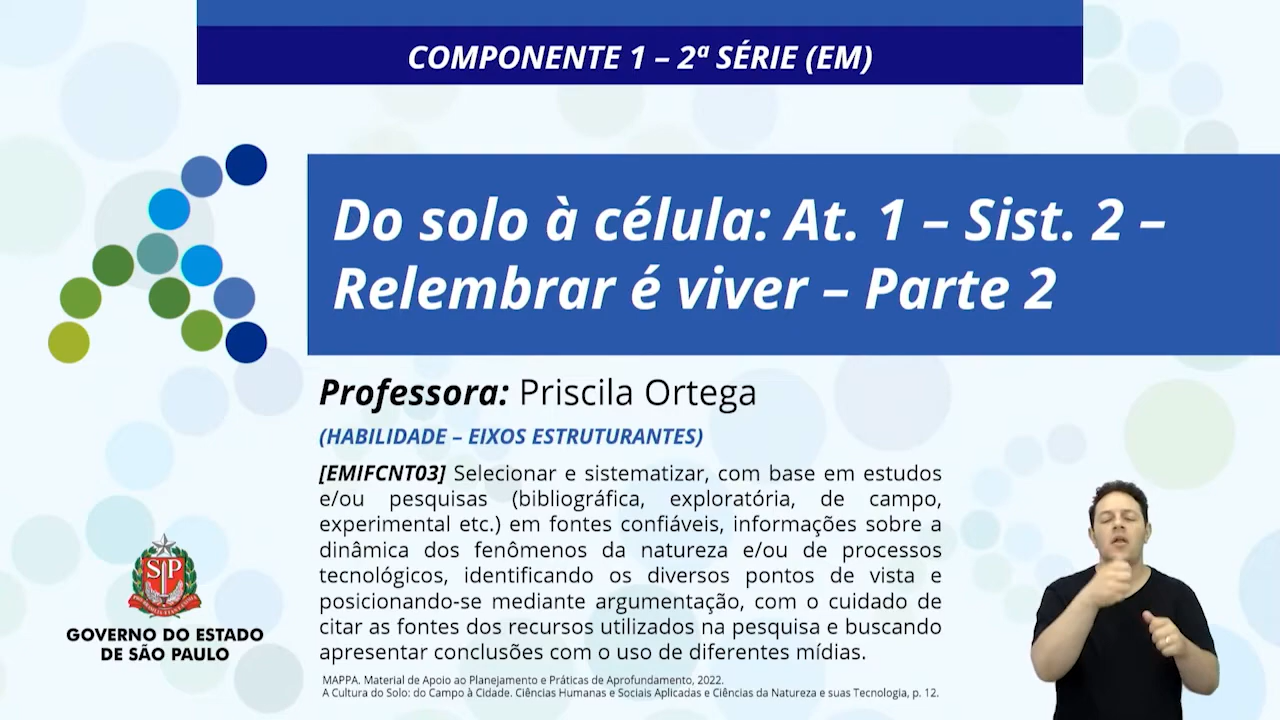 COMPONENTE 1 – 2ª SÉRIE (EM)
Do solo à célula: At. 1 – Sist. 2 –
Relembrar é viver – Parte 2
Professora: Priscila Ortega
(HABILIDADE – EIXOS ESTRUTURANTES)
[EMIFCNT03] Selecionar e sistematizar, com base em estudos
e/ou pesquisas (bibliográfica, exploratória, de campo,
experimental etc.) em fontes confiáveis, informações sobre a
dinâmica dos fenômenos da natureza e/ou de processos
tecnológicos, identificando os diversos pontos de vista e
posicionando-se mediante argumentação, com o cuidado de
citar as fontes dos recursos utilizados na pesquisa e buscando
apresentar conclusões com o uso de diferentes mídias.
MAPPA. Material de Apoio ao Planejamento e Práticas de Aprofundamento, 2022.
A Cultura do Solo: do Campo à Cidade. Ciências Humanas e Sociais Aplicadas e Ciências da Natureza e suas Tecnologia, p. 12.
SP
GOVERNO DO ESTADO
DE SÃO PAULO